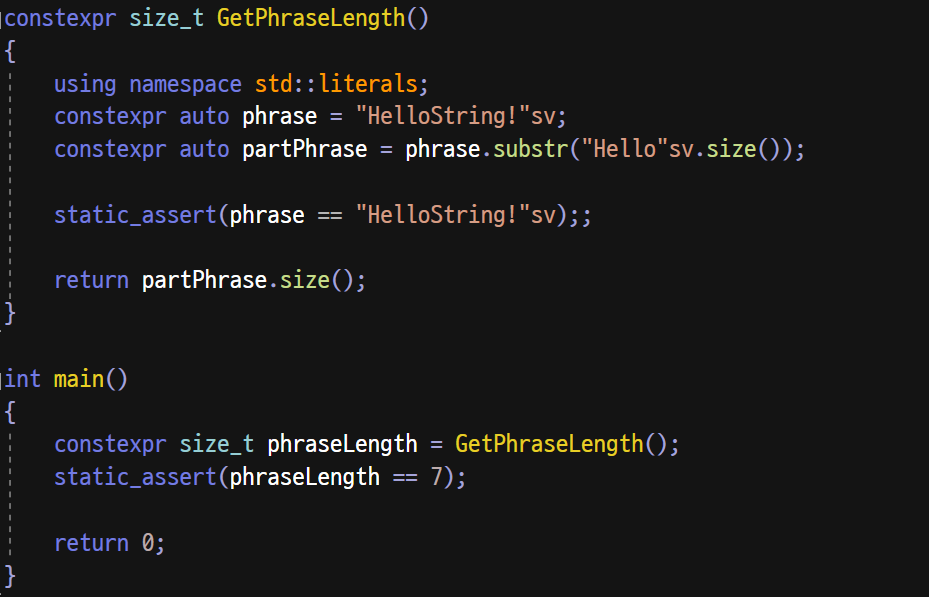 constexpr size_t GetPhraseLength()
{
    using namespace std::literals;
    constexpr auto phrase = "HelloString!"sv;
    constexpr auto partPhrase = phrase.substr("Hello"sv.size());

    static_assert(phrase == "HelloString!"sv);;

    return partPhrase.size();
}

int main()
{
    constexpr size_t phraseLength = GetPhraseLength();
    static_assert(phraseLength == 7);

    return 0;
}